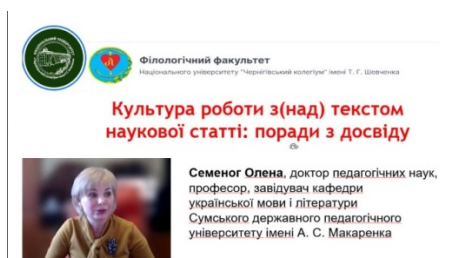 Філологічний факультет
Національного університету "Чернігівський колегіум" імені Т. Г. Шевченка
Культура роботи з(над) текстом
наукової статті: поради з досвіду
Семеног Олена, доктор педагогічних наук,
професор, завідувач кафедри
української мови і літератури
Сумського державного педагогічного
університету імені А. С. Макаренка